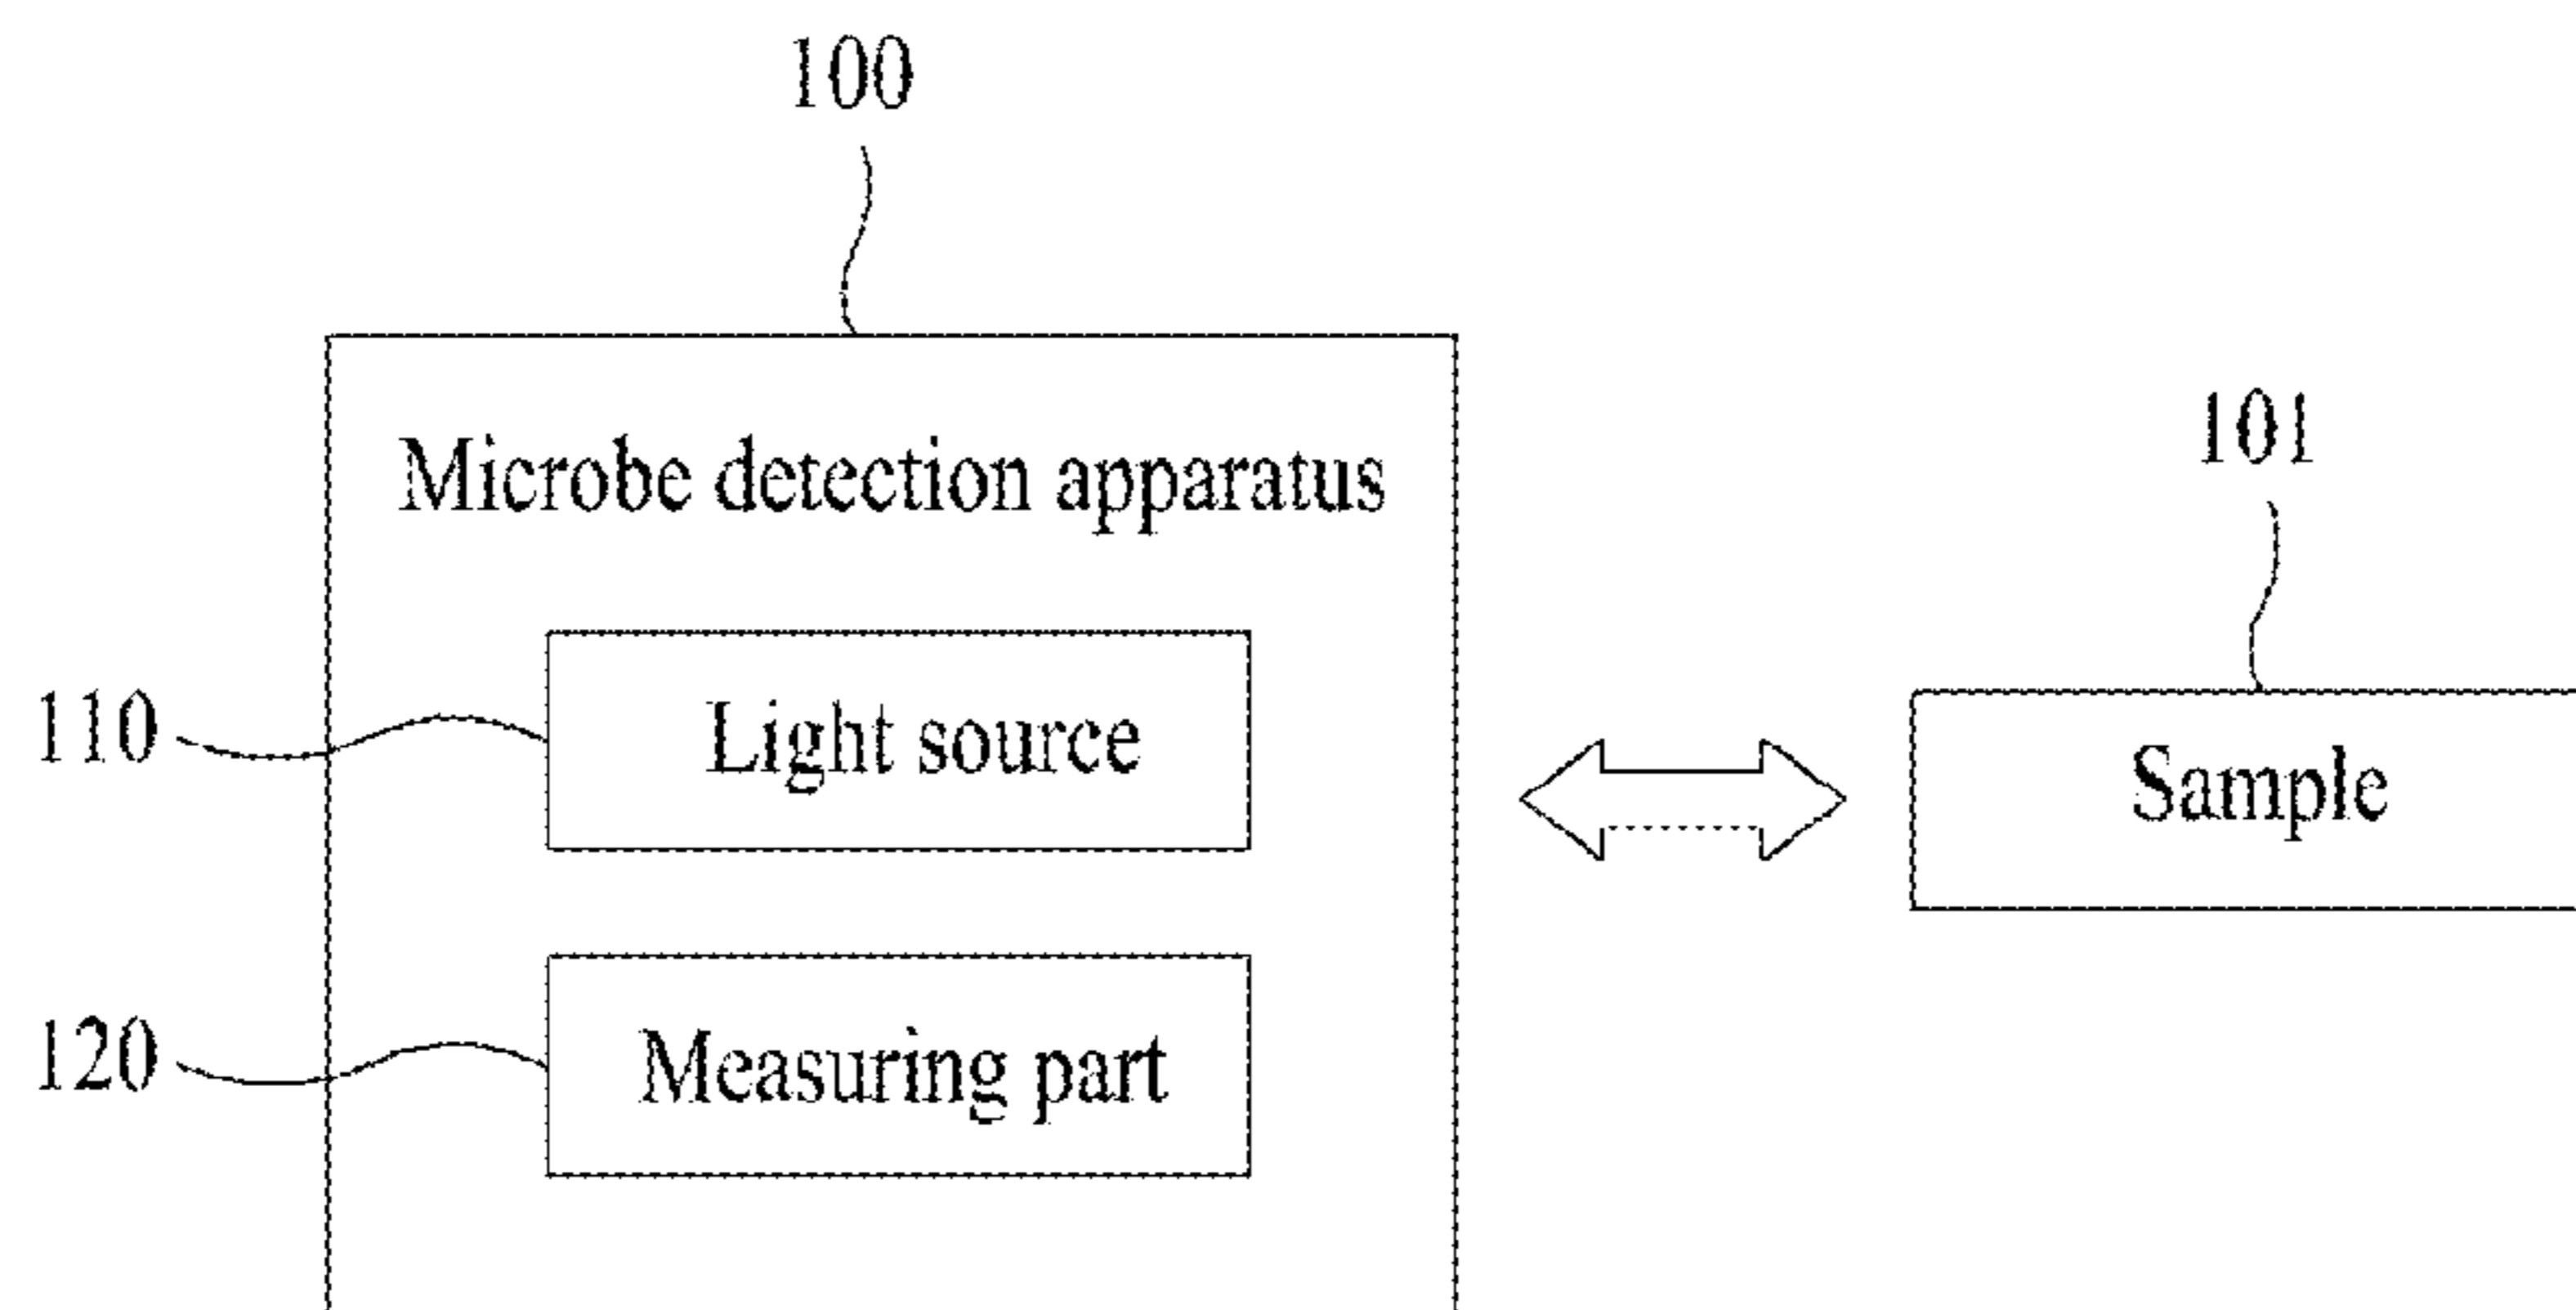 100
Microbe detection apparatus
101
110
Light source
Sample
120
Measuring part